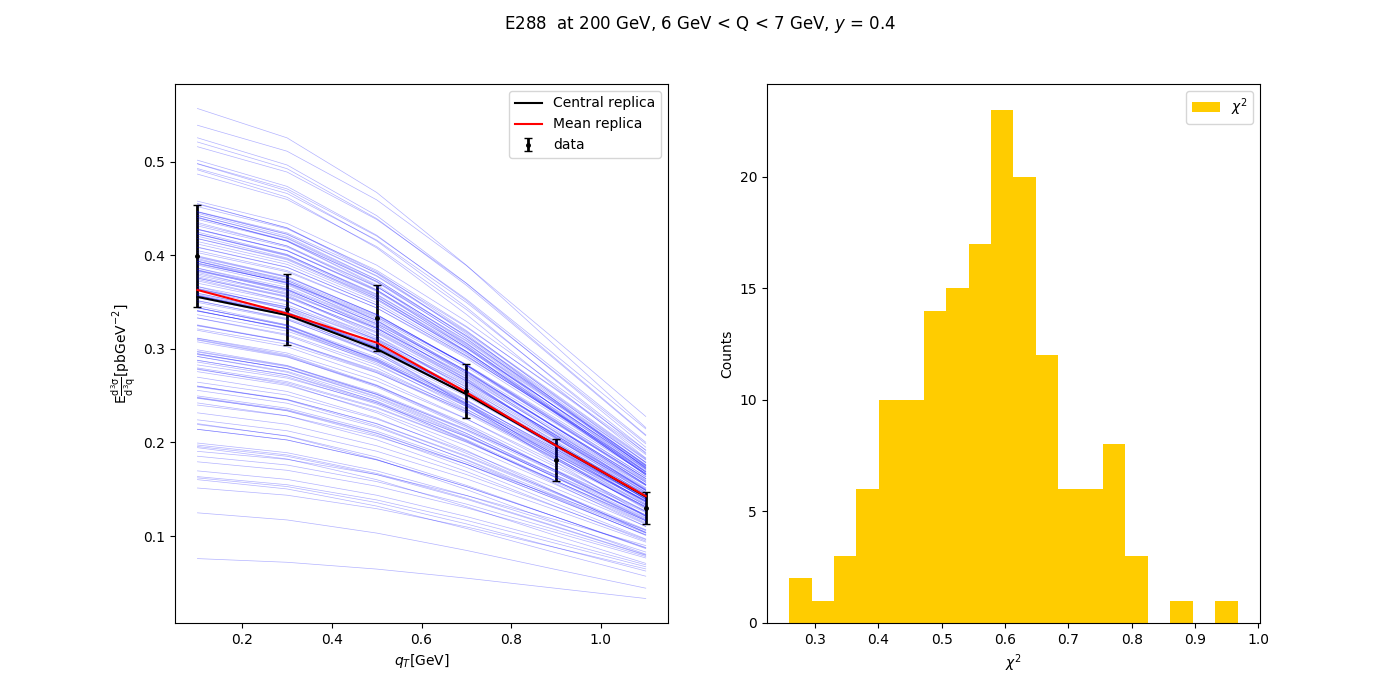 E288  at 200 GeV, 6 GeV < Q < 7 GeV, y = 0.4
Central replica
Mean replica
data
0.5
0.4
0.3
0.2
0.1
E d³σ/d³q [pbGeV⁻²]
0.2 0.4 0.6 0.8 1.0
q_T[GeV]
χ²
20
15
10
5
0
Counts
0.3 0.4 0.5 0.6 0.7 0.8 0.9 1.0
χ²